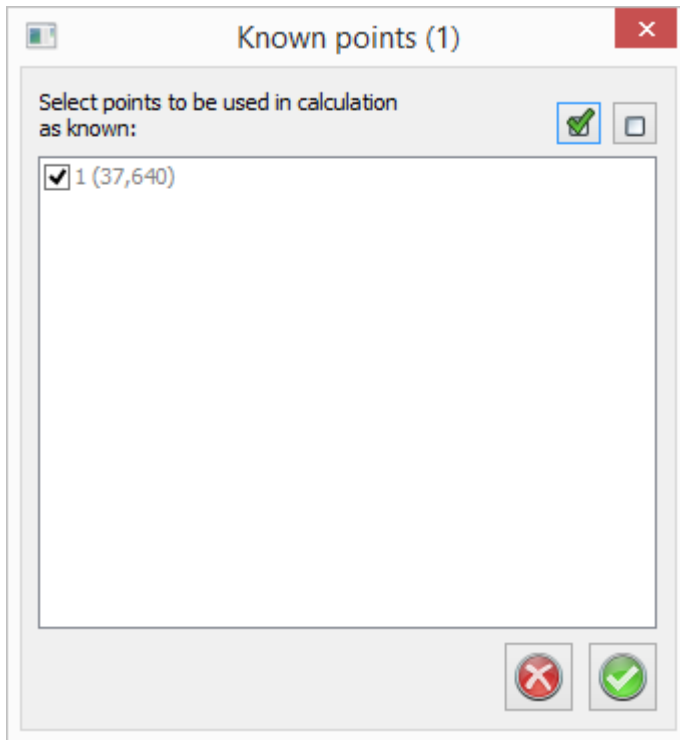 Known points (1)
Select points to be used in calculation
as known:
1 (37,640)